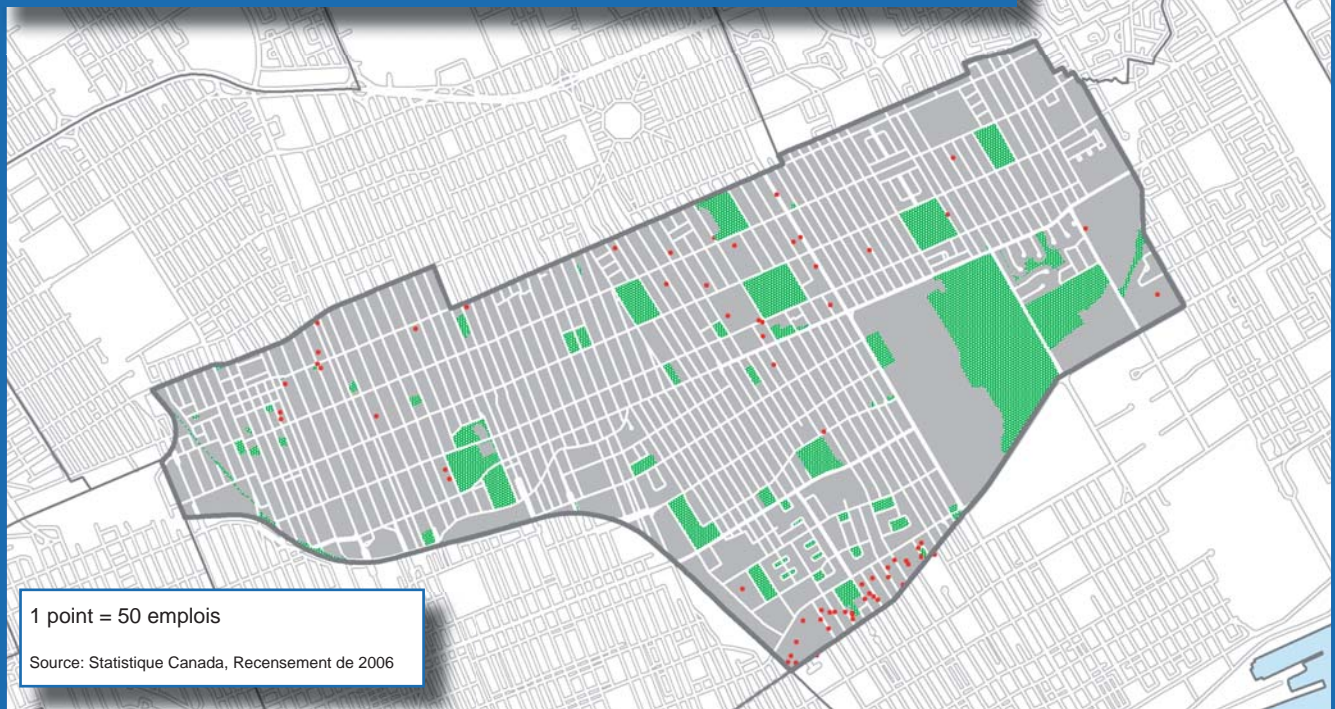 1 point = 50 emplois
Source: Statistique Canada, Recensement de 2006